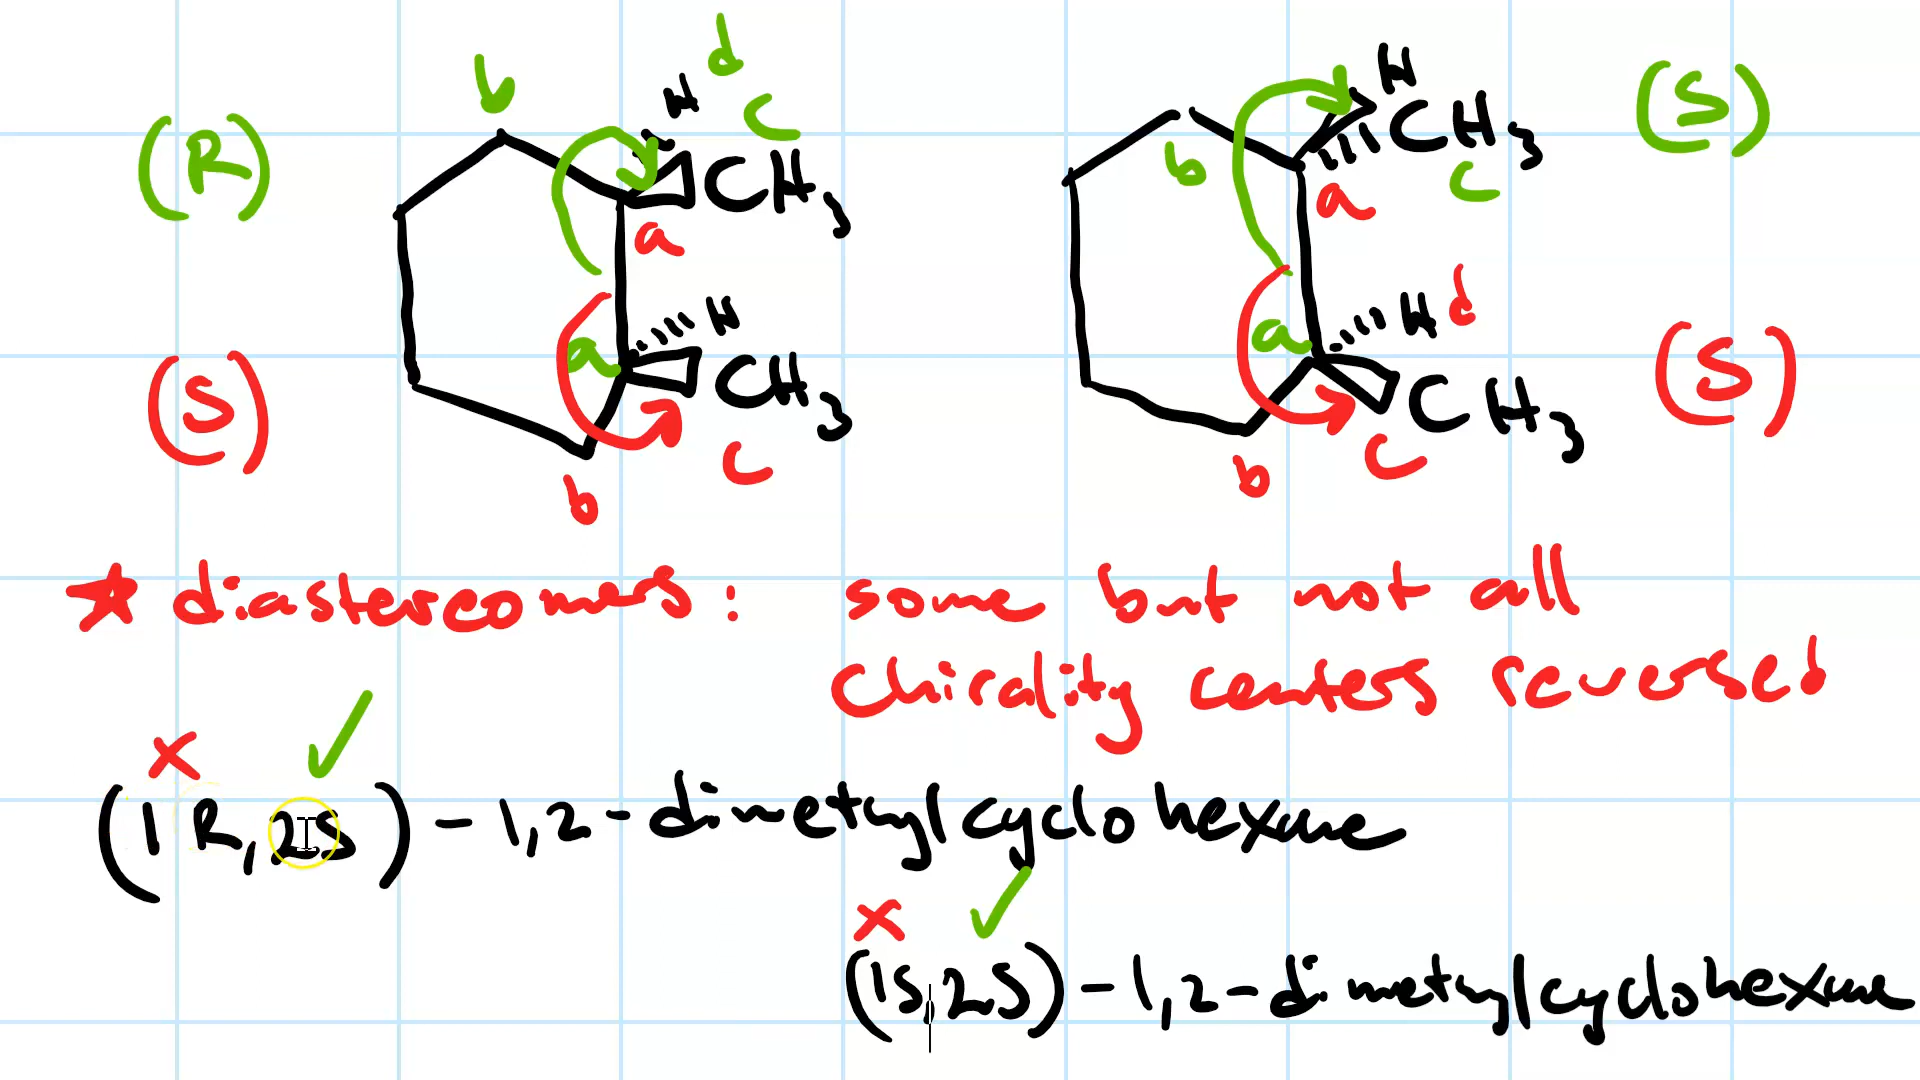 (R) b H d c CH3 a
(S) a H CH3 c b
b H CH3 c a (S)
a H d CH3 c b (S)
★ diastereomers: some but not all
chirality centers reversed
x ✓
(1R,2S) - 1,2-dimethylcyclohexane
x ✓
(1S,2S) - 1,2-dimethylcyclohexane